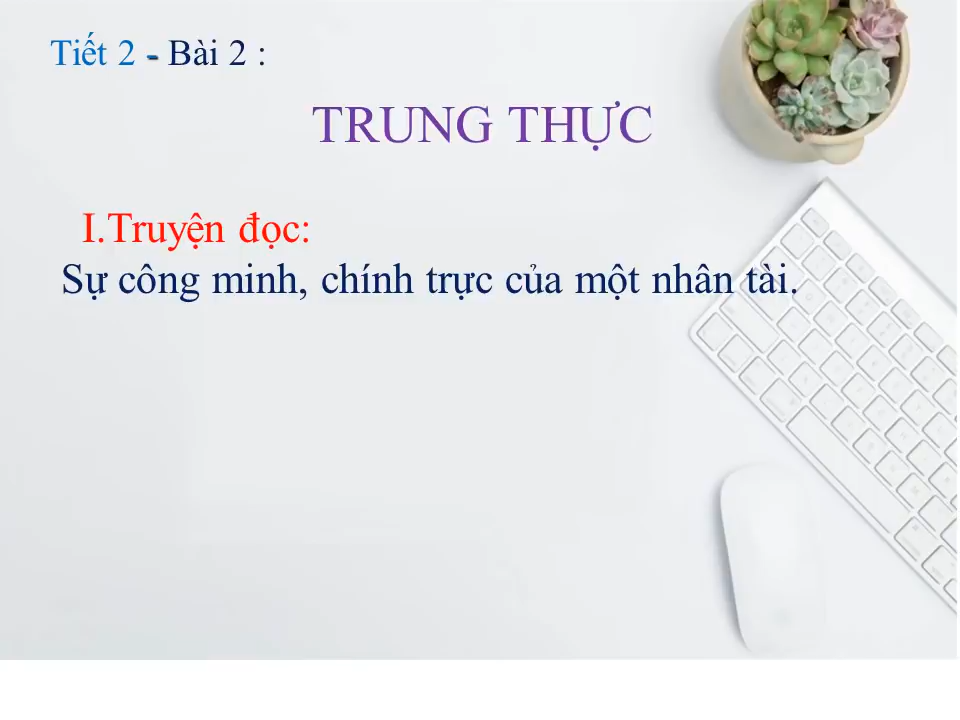 Tiết 2 - Bài 2 :
TRUNG THỰC
I.Truyện đọc:
Sự công minh, chính trực của một nhân tài.